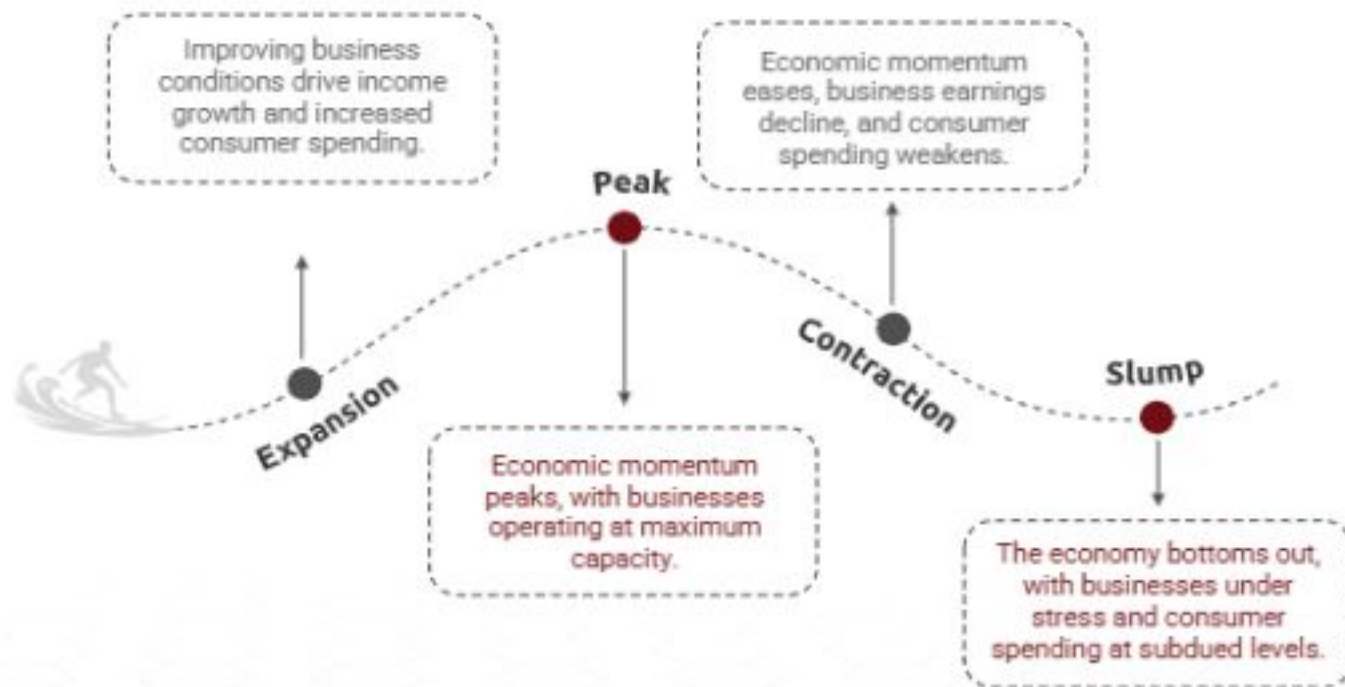 Improving business
conditions drive income
growth and increased
consumer spending.
Economic momentum
eases, business earnings
decline, and consumer
spending weakens.
Peak
Expansion
Contraction
Slump
Economic momentum
peaks, with businesses
operating at maximum
capacity.
The economy bottoms out,
with businesses under
stress and consumer
spending at subdued levels.